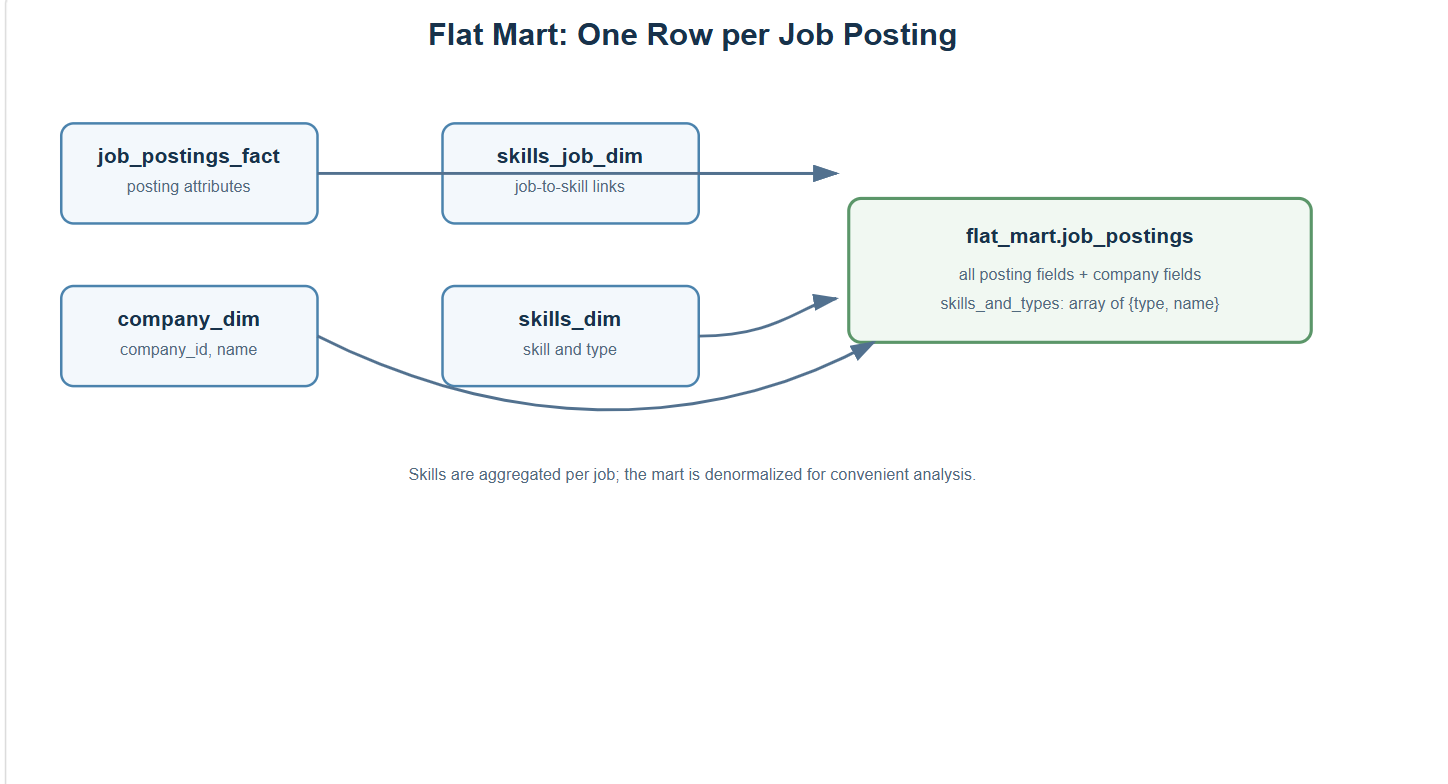 Flat Mart: One Row per Job Posting
job_postings_fact
posting attributes
skills_job_dim
job-to-skill links
flat_mart.job_postings
all posting fields + company fields
skills_and_types: array of {type, name}
company_dim
company_id, name
skills_dim
skill and type
Skills are aggregated per job; the mart is denormalized for convenient analysis.